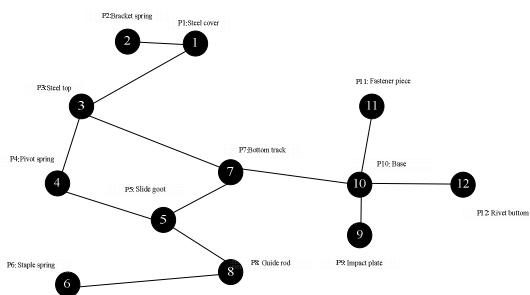 P2:Bracket spring
P1:Steel cover
2
1
P3:Steel top
3
P11: Fastener piece
11
P4:Pivot spring
4
P7:Bottom track
7
P10: Base
10
12
P5: Slide goot
5
P12: Rivet buttom
9
P6: Staple spring
6
P8: Guide rod
8
P9: Impact plate